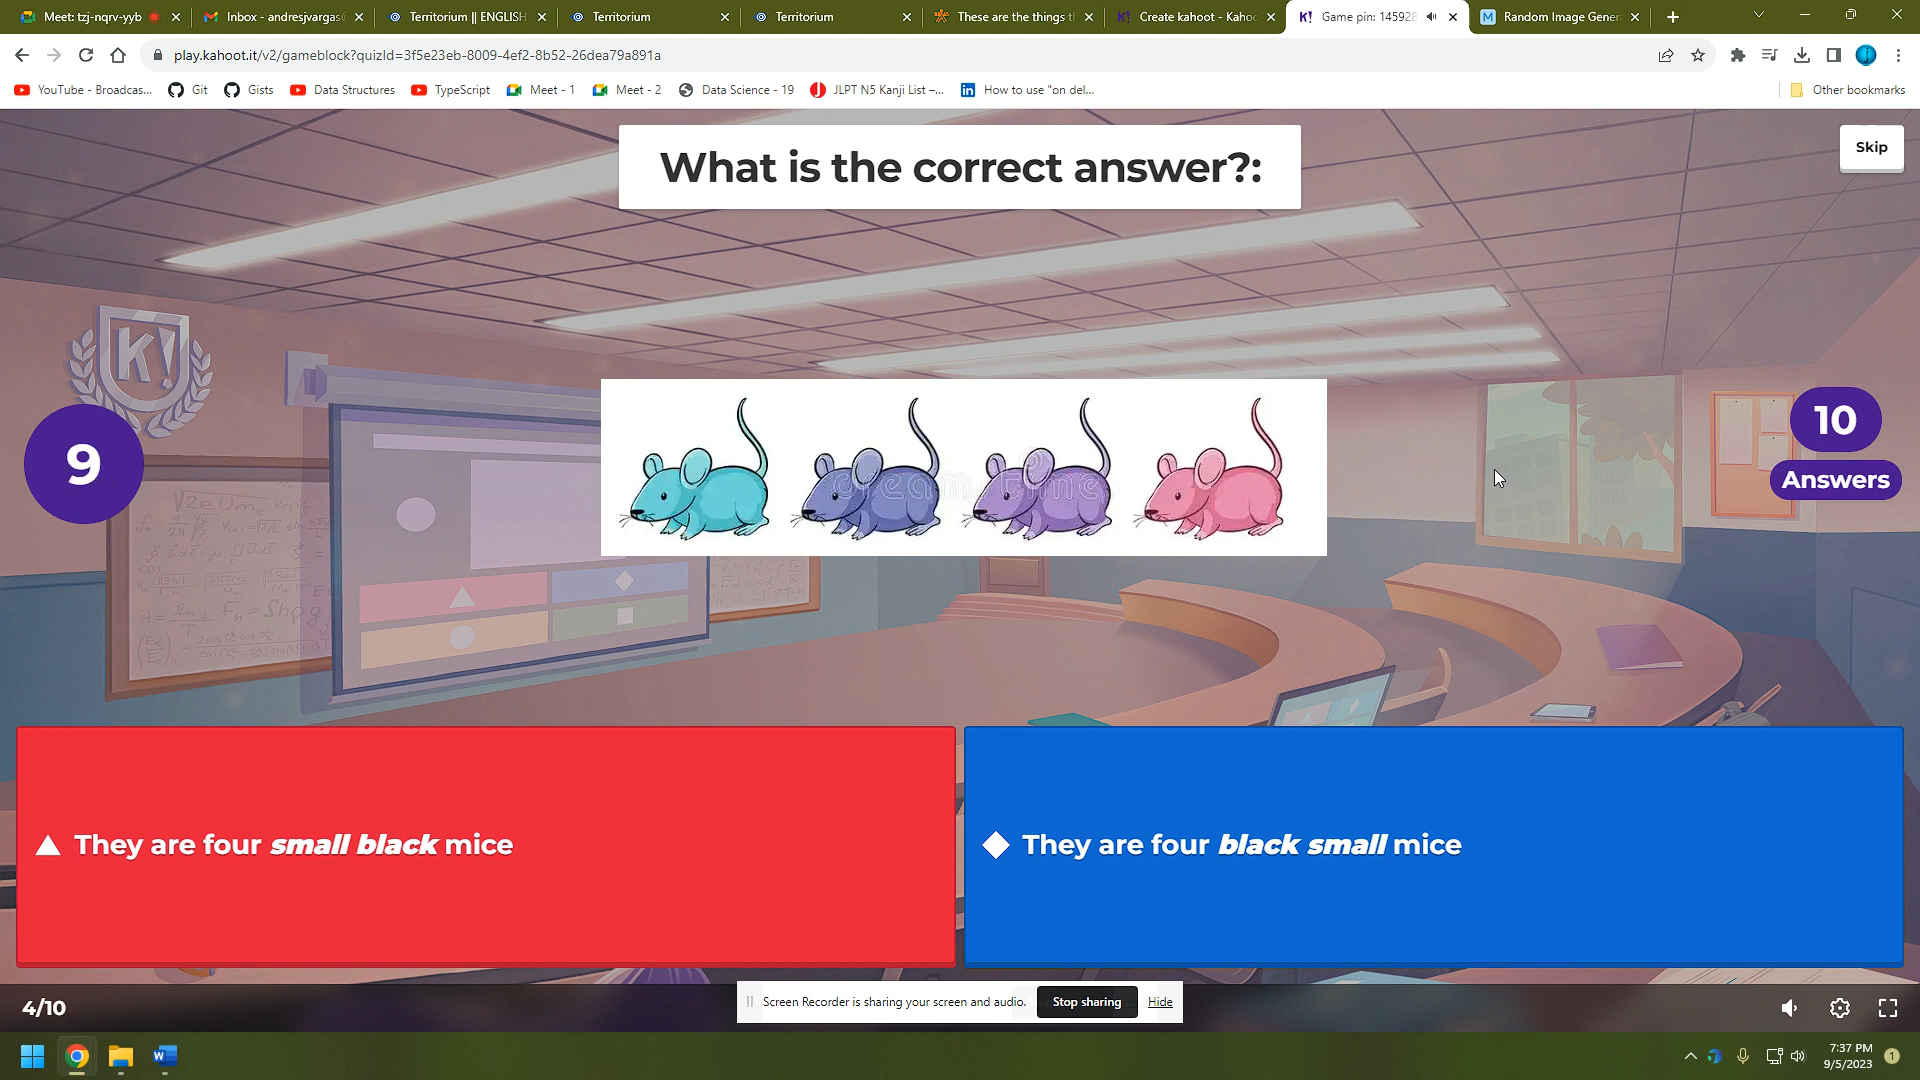 Meet: tzj-nqrv-yyb
Inbox - andresjvargas
Territorium || ENGLISH
Territorium
Territorium
These are the things t
Create kahoot - Kahoo
Game pin: 145928
Random Image Gener
play.kahoot.it/v2/gameblock?quizId=3f5e23eb-8009-4ef2-8b52-26dea79a891a
YouTube - Broadcas...
Git
Gists
Data Structures
TypeScript
Meet - 1
Meet - 2
Data Science - 19
JLPT N5 Kanji List –...
How to use "on del...
Other bookmarks
What is the correct answer?:
Skip
K!
9
10
Answers
They are four small black mice
They are four black small mice
4/10
Screen Recorder is sharing your screen and audio.
Stop sharing
Hide
7:37 PM
9/5/2023
1